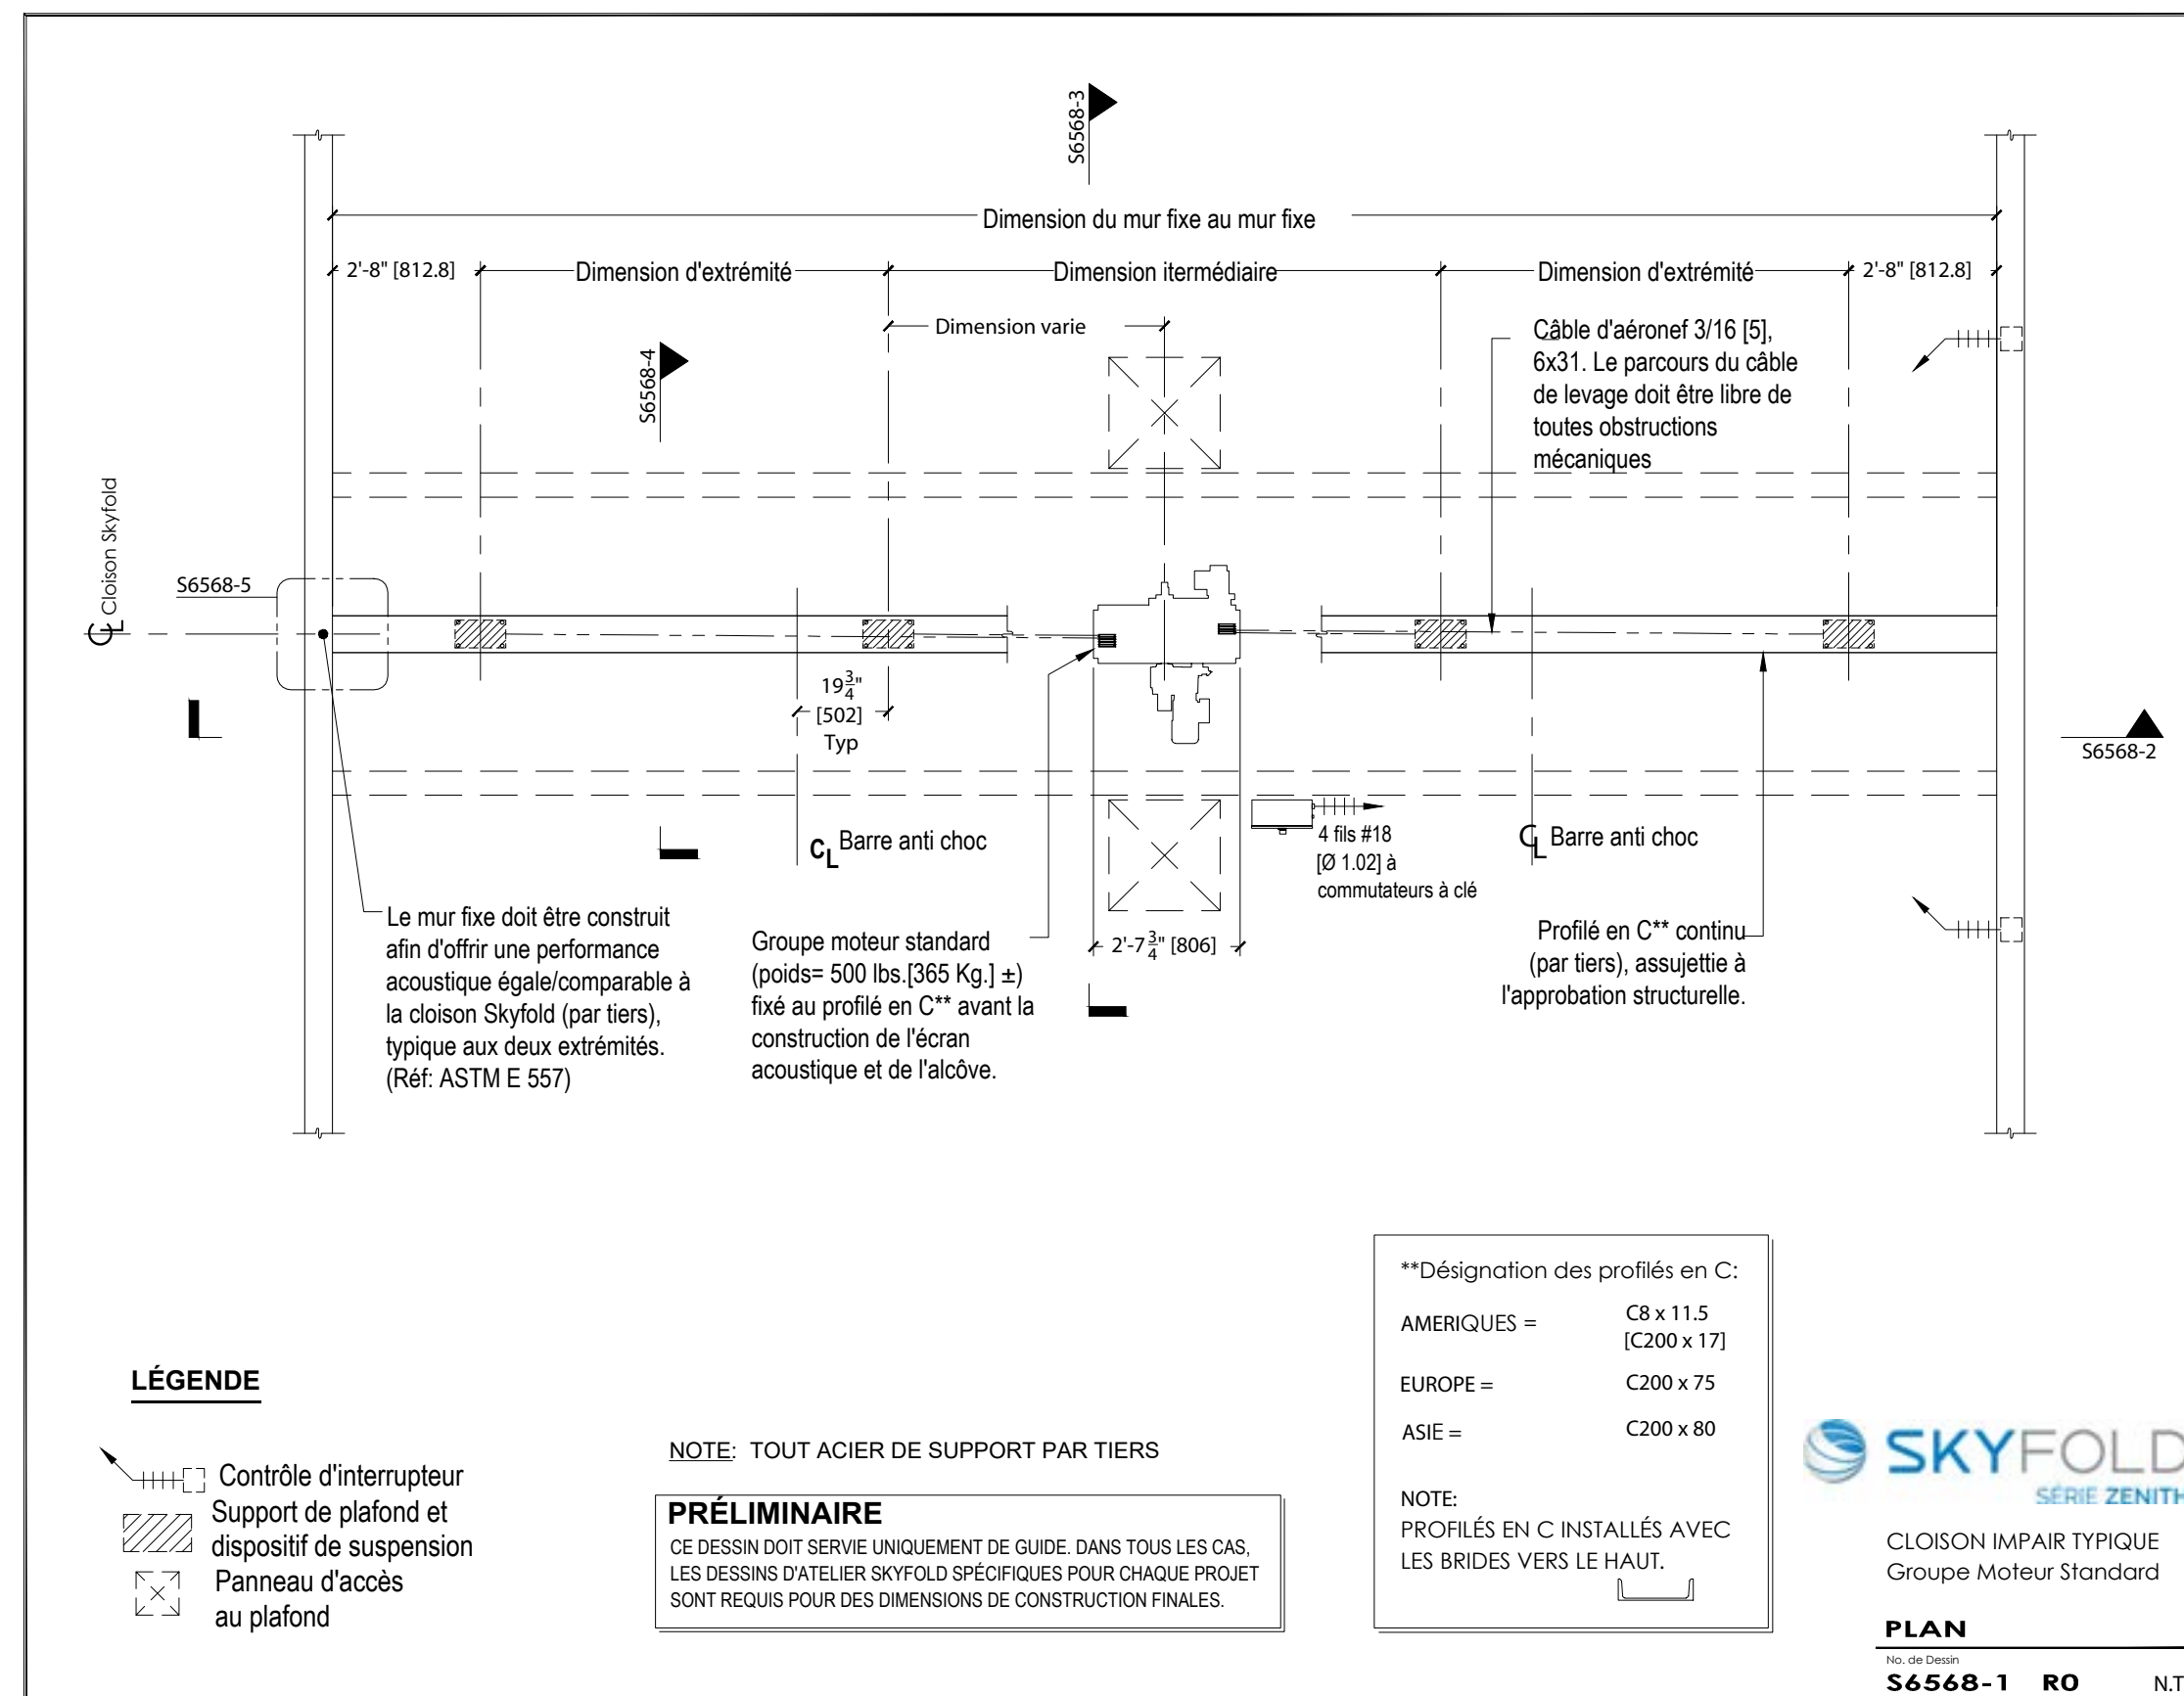 S6568-3
Dimension du mur fixe au mur fixe
2'-8" [812.8]
Dimension d'extrémité
Dimension itermédiaire
Dimension d'extrémité
2'-8" [812.8]
Dimension varie
S6568-4
Câble d'aéronef 3/16 [5],
6x31. Le parcours du câble
de levage doit être libre de
toutes obstructions
mécaniques
CL Cloison Skyfold
S6568-5
19 3/4"
[502]
Typ
S6568-2
CL Barre anti choc
4 fils #18
[Ø 1.02] à
commutateurs à clé
CL Barre anti choc
Le mur fixe doit être construit
afin d'offrir une performance
acoustique égale/comparable à
la cloison Skyfold (par tiers),
typique aux deux extrémités.
(Réf: ASTM E 557)
Groupe moteur standard
(poids= 500 lbs.[365 Kg.] ±)
fixé au profilé en C** avant la
construction de l'écran
acoustique et de l'alcôve.
2'-7 3/4" [806]
Profilé en C** continu
(par tiers), assujettie à
l'approbation structurelle.
**Désignation des profilés en C:
AMERIQUES = C8 x 11.5
[C200 x 17]
EUROPE = C200 x 75
ASIE = C200 x 80
NOTE:
PROFILÉS EN C INSTALLÉS AVEC
LES BRIDES VERS LE HAUT.
LÉGENDE
Contrôle d'interrupteur
Support de plafond et
dispositif de suspension
Panneau d'accès
au plafond
NOTE: TOUT ACIER DE SUPPORT PAR TIERS
PRÉLIMINAIRE
CE DESSIN DOIT SERVIE UNIQUEMENT DE GUIDE. DANS TOUS LES CAS,
LES DESSINS D'ATELIER SKYFOLD SPÉCIFIQUES POUR CHAQUE PROJET
SONT REQUIS POUR DES DIMENSIONS DE CONSTRUCTION FINALES.
SKYFOLD
SÉRIE ZENITH
CLOISON IMPAIR TYPIQUE
Groupe Moteur Standard
PLAN
No. de Dessin
S6568-1 R0 N.T